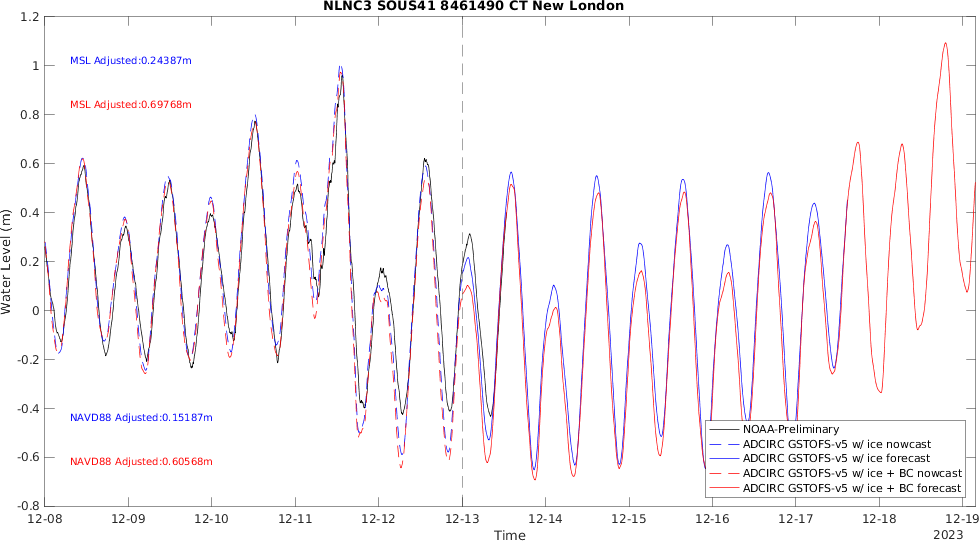 NLNC3 SOUS41 8461490 CT New London
1.2
1
0.8
0.6
0.4
0.2
0
-0.2
-0.4
-0.6
-0.8
Water Level (m)
MSL Adjusted:0.24387m
MSL Adjusted:0.69768m
NAVD88 Adjusted:0.15187m
NAVD88 Adjusted:0.60568m
NOAA-Preliminary
ADCIRC GSTOFS-v5 w/ ice nowcast
ADCIRC GSTOFS-v5 w/ ice forecast
ADCIRC GSTOFS-v5 w/ ice + BC nowcast
ADCIRC GSTOFS-v5 w/ ice + BC forecast
12-08 12-09 12-10 12-11 12-12 12-13 12-14 12-15 12-16 12-17 12-18 12-19
Time
2023